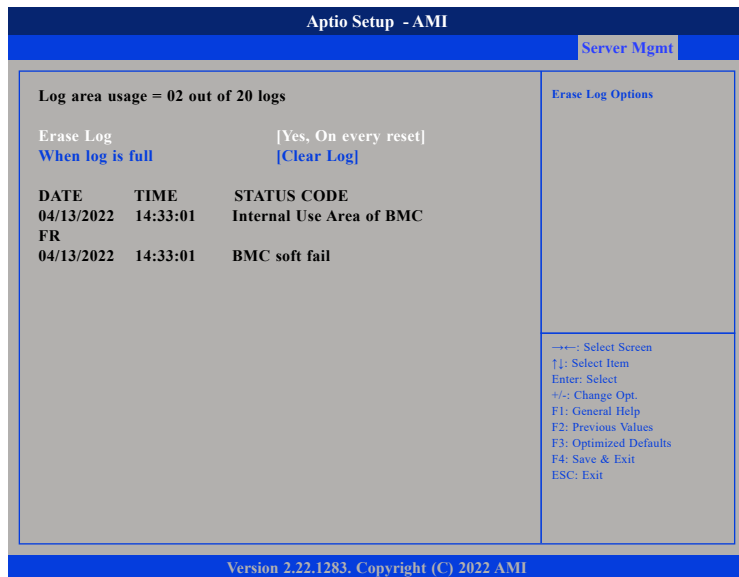 Aptio Setup - AMI
Server Mgmt
Log area usage = 02 out of 20 logs
Erase Log [Yes, On every reset]
When log is full [Clear Log]
DATE TIME STATUS CODE
04/13/2022 14:33:01 Internal Use Area of BMC
FR
04/13/2022 14:33:01 BMC soft fail
Erase Log Options
→←: Select Screen
↑↓: Select Item
Enter: Select
+/-: Change Opt.
F1: General Help
F2: Previous Values
F3: Optimized Defaults
F4: Save & Exit
ESC: Exit
Version 2.22.1283. Copyright (C) 2022 AMI